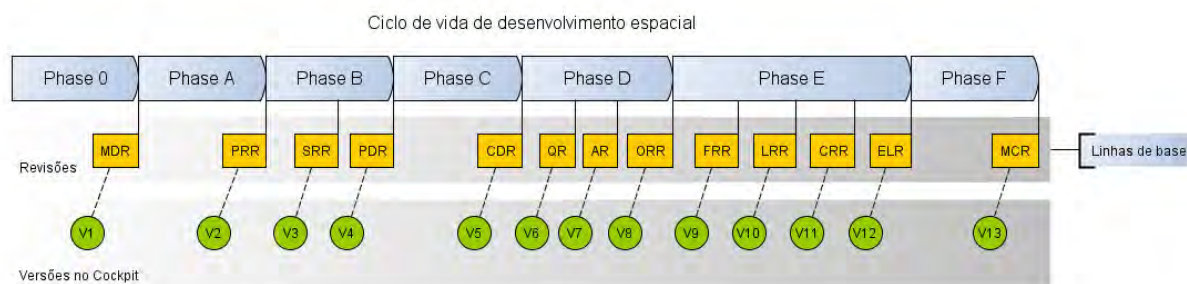 Ciclo de vida de desenvolvimento espacial
Phase 0 Phase A Phase B Phase C Phase D Phase E Phase F
MDR PRR SRR PDR CDR QR AR ORR FRR LRR CRR ELR MCR Linhas de base
Revisões
V1 V2 V3 V4 V5 V6 V7 V8 V9 V10 V11 V12 V13
Versões no Cockpit